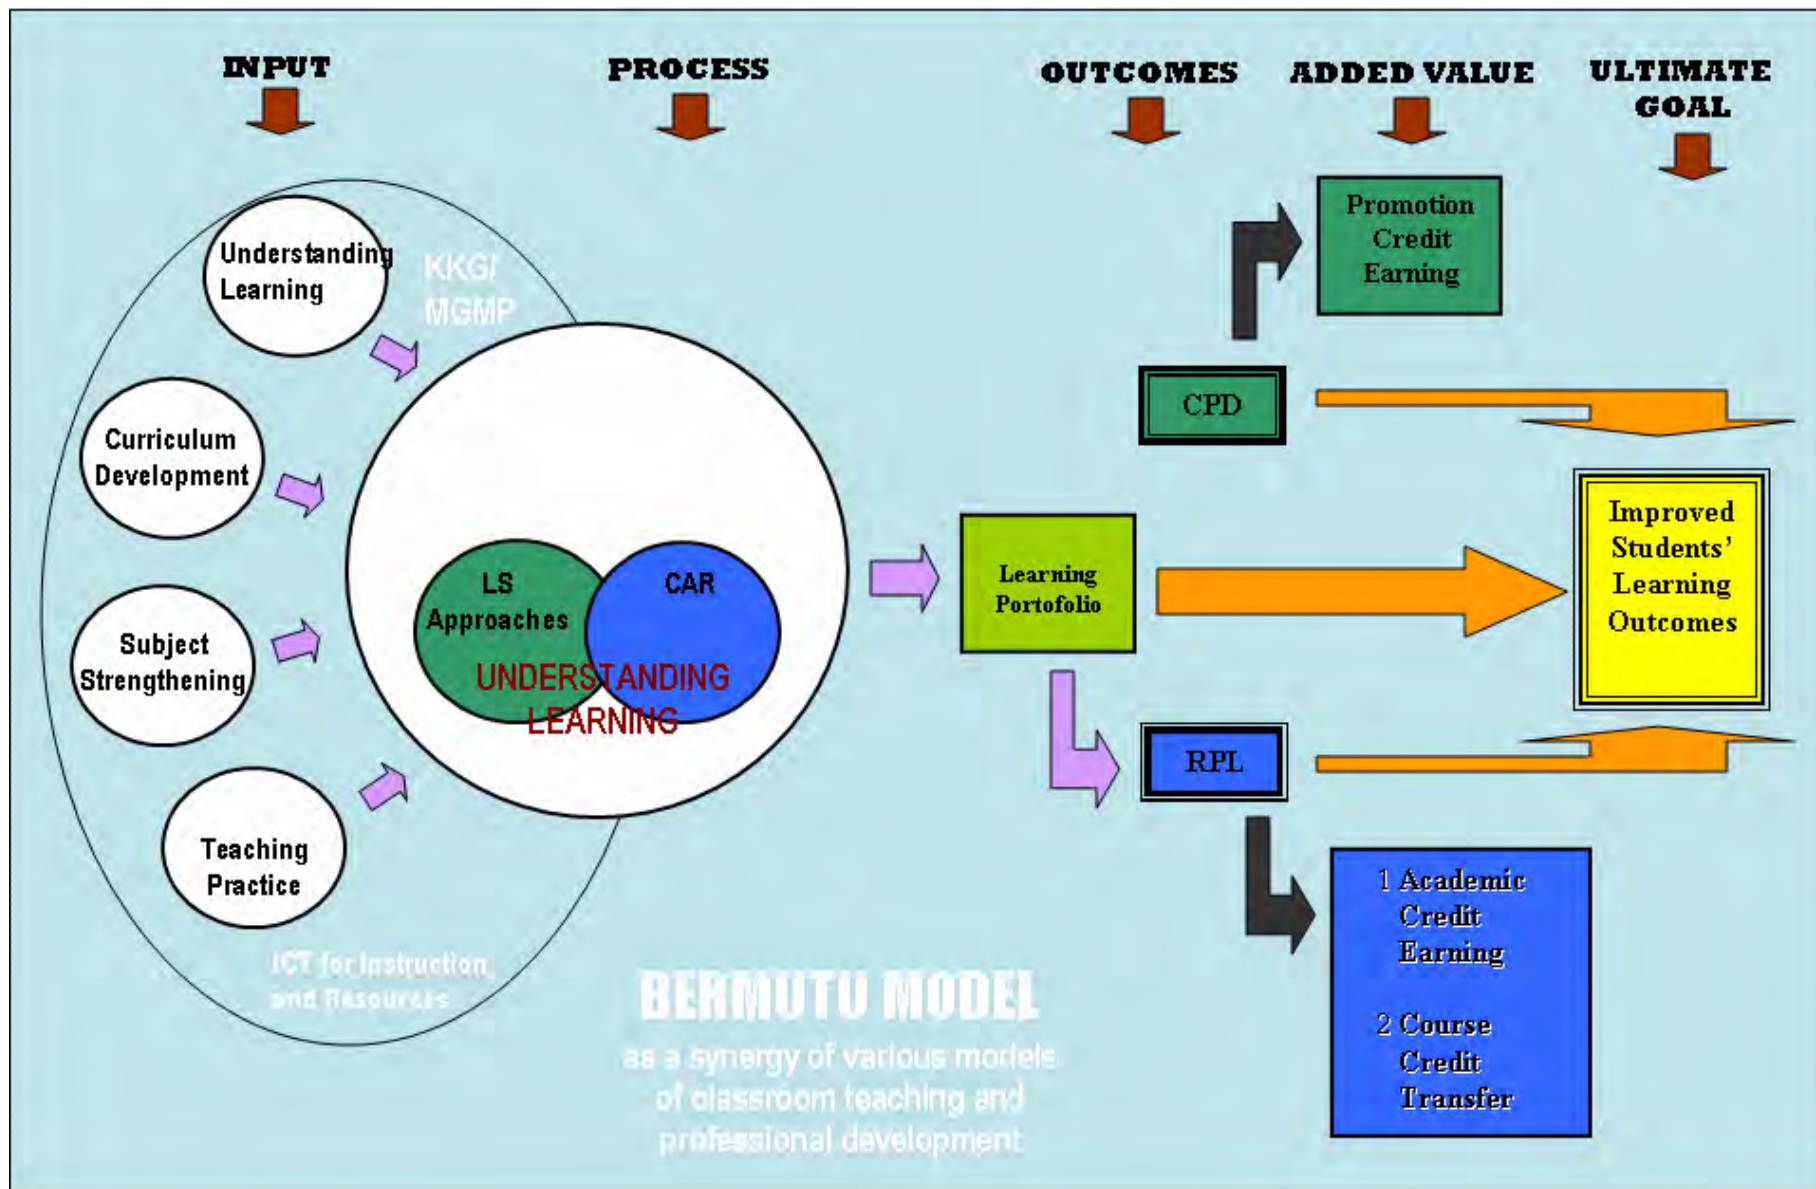 INPUT
PROCESS
OUTCOMES
ADDED VALUE
ULTIMATE
GOAL
Understanding
Learning
KKG/
MGMP
Curriculum
Development
Subject
Strengthening
Teaching
Practice
ICT for Instruction
and Resources
LS
Approaches
CAR
UNDERSTANDING
LEARNING
Learning
Portofolio
CPD
RPL
Promotion
Credit
Earning
1 Academic
Credit
Earning
2 Course
Credit
Transfer
Improved
Students’
Learning
Outcomes
BERMUTU MODEL
as a synergy of various models
of classroom teaching and
professional development